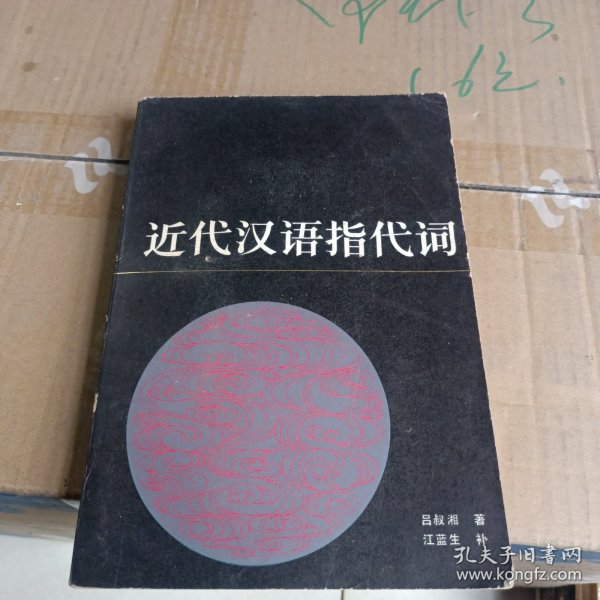 近代汉语指代词
吕叔湘 著
江蓝生 补
孔夫子旧书网
www.kongfz.com